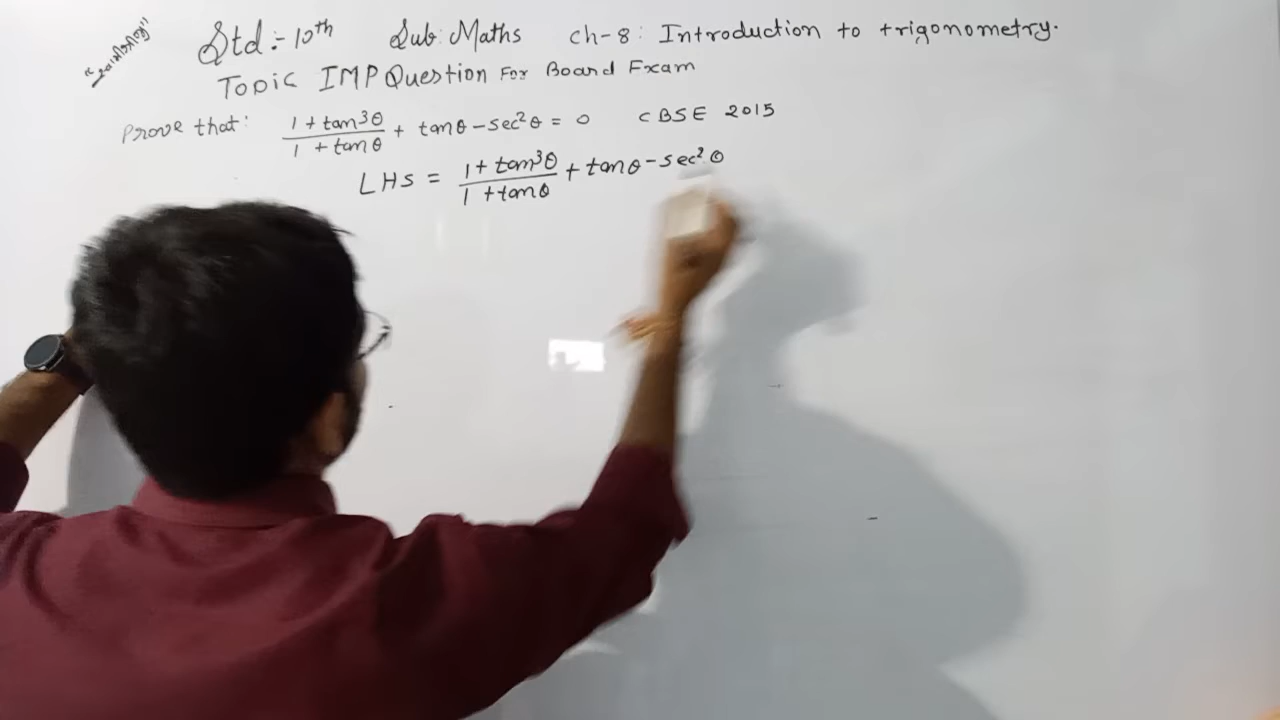 Std:- 10th Sub: Maths ch-8: Introduction to trigonometry.
Topic IMP Question For Board Exam
Prove that: (1 + tan³θ)/(1 + tanθ) + tanθ - sec²θ = 0 CBSE 2015
LHS = (1 + tan³θ)/(1 + tanθ) + tanθ - sec²θ